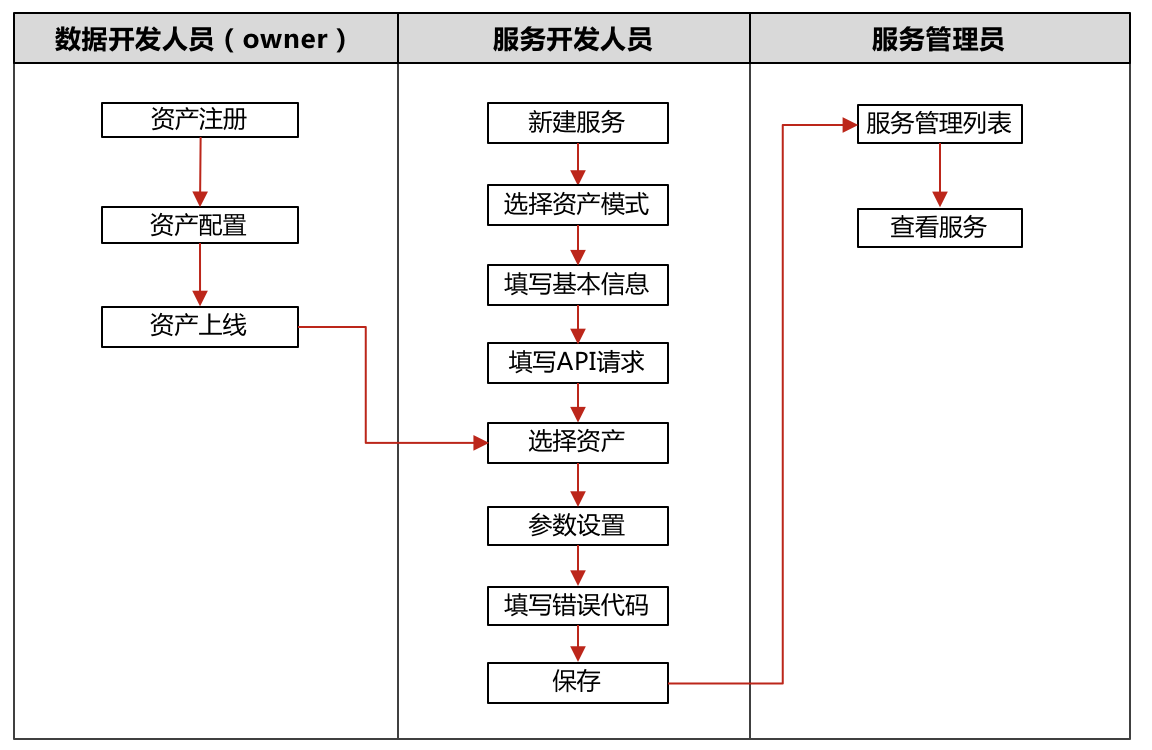 数据开发人员（owner）
服务开发人员
服务管理员
资产注册
资产配置
资产上线
新建服务
选择资产模式
填写基本信息
填写API请求
选择资产
参数设置
填写错误代码
保存
服务管理列表
查看服务